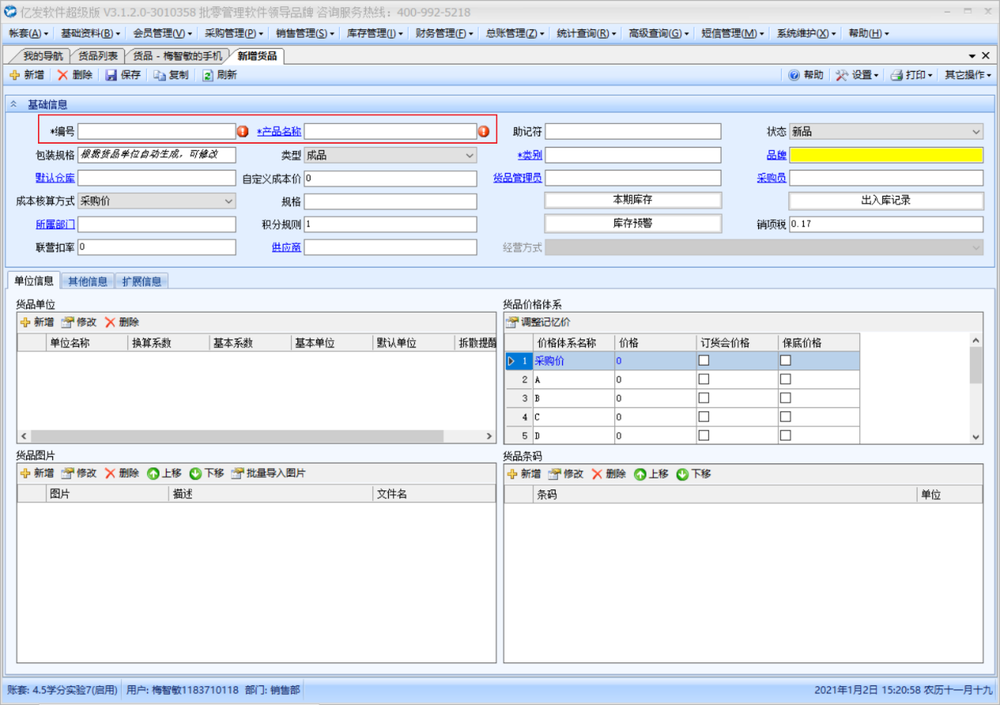 亿发软件超级版 V3.1.2.0-3010358 批零管理软件领导品牌 咨询服务热线：400-992-5218
帐套(A) 基础资料(B) 会员管理(V) 采购管理(P) 销售管理(S) 库存管理(I) 财务管理(F) 总账管理(Z) 统计查询(R) 高级查询(G) 短信管理(M) 系统维护(X) 帮助(H)
我的导航 货品列表 货品 - 梅智敏的手机 新增货品
新增 删除 保存 复制 刷新 帮助 设置 打印 其它操作
基础信息
*编号 *产品名称 助记符 状态 新品
包装规格 根据货品单位自动生成，可修改 类型 成品 *类别 品牌
默认仓库 自定义成本价 0 货品管理员 采购员
成本核算方式 采购价 规格 本期库存 出入库记录
所属部门 积分规则 1 库存预警 销项税 0.17
联营扣率 0 供应商 经营方式
单位信息 其他信息 扩展信息
货品单位
新增 修改 删除
单位名称 换算系数 基本系数 基本单位 默认单位 拆散提醒
货品价格体系
调整记忆价
价格体系名称 价格 订货会价格 保底价格
1 采购价 0
2 A 0
3 B 0
4 C 0
5 D 0
货品图片
新增 修改 删除 上移 下移 批量导入图片
图片 描述 文件名
货品条码
新增 修改 删除 上移 下移
条码 单位
账套: 4.5学分实验7(启用) 用户: 梅智敏1183710118 部门: 销售部 2021年1月2日 15:20:58 农历十一月十九